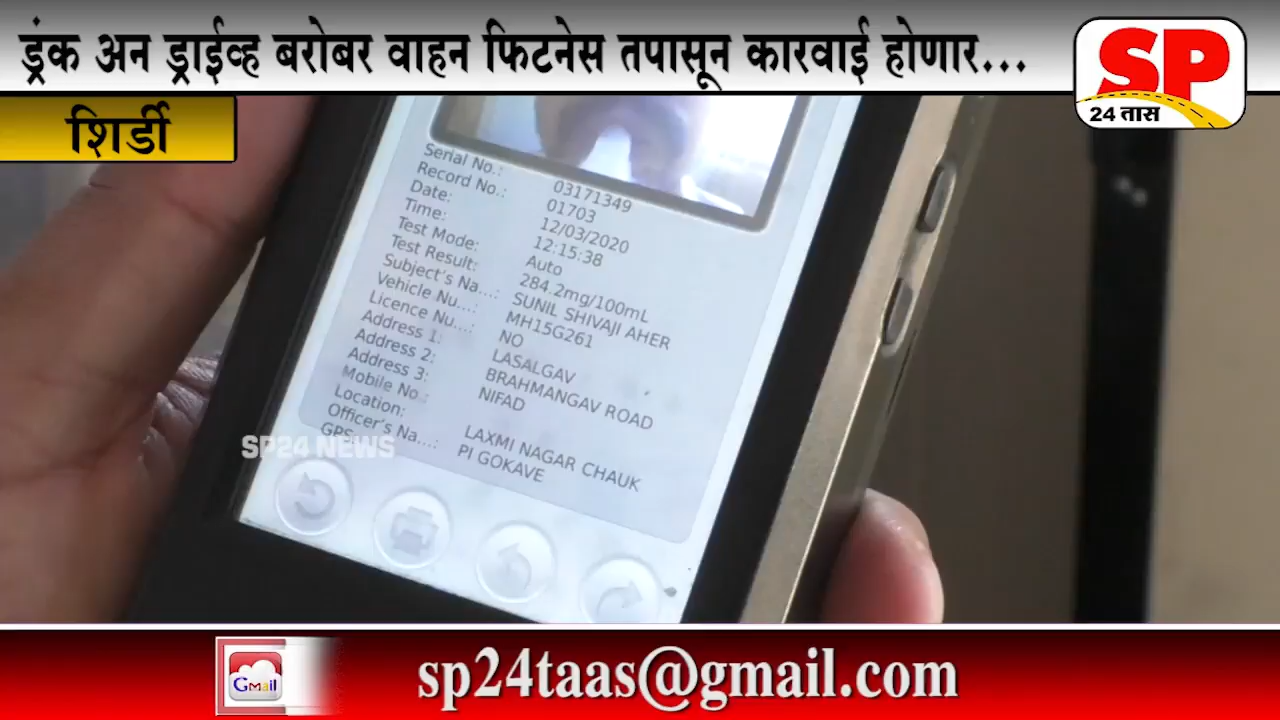 ड्रंक अन ड्राईव्ह बरोबर वाहन फिटनेस तपासून कारवाई होणार...
SP
24 तास
शिर्डी
Serial No.: 03171349
Record No.: 01703
Date: 12/03/2020
Time: 12:15:38
Test Mode: Auto
Test Result: 284.2mg/100mL
Subject's Na...: SUNIL SHIVAJI AHER
Vehicle Nu...: MH15G261
Licence Nu...: NO
Address 1: LASALGAV
Address 2: BRAHMANGAV ROAD
Address 3: NIFAD
Mobile No.:
Location: LAXMI NAGAR CHAUK
Officer's Na...: PI GOKAVE
GPS
SP24 NEWS
Gmail
sp24taas@gmail.com